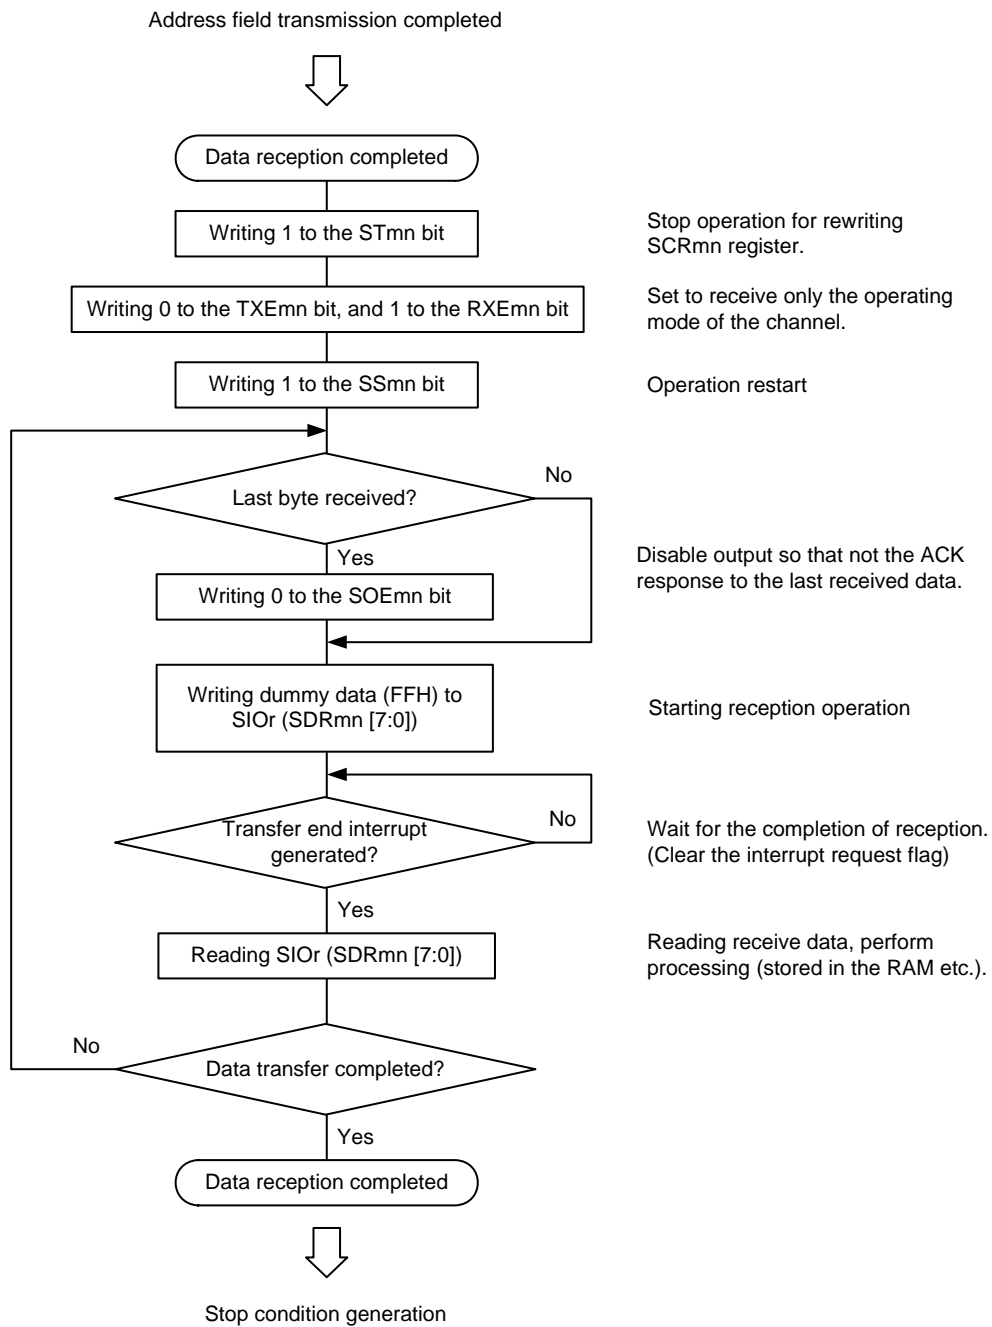 Address field transmission completed
Data reception completed
Writing 1 to the STmn bit
Stop operation for rewriting
SCRmn register.
Writing 0 to the TXEmn bit, and 1 to the RXEmn bit
Set to receive only the operating
mode of the channel.
Writing 1 to the SSmn bit
Operation restart
Last byte received?
No
Yes
Writing 0 to the SOEmn bit
Disable output so that not the ACK
response to the last received data.
Writing dummy data (FFH) to
SIOr (SDRmn [7:0])
Starting reception operation
Transfer end interrupt
generated?
No
Wait for the completion of reception.
(Clear the interrupt request flag)
Yes
Reading SIOr (SDRmn [7:0])
Reading receive data, perform
processing (stored in the RAM etc.).
No
Data transfer completed?
Yes
Data reception completed
Stop condition generation